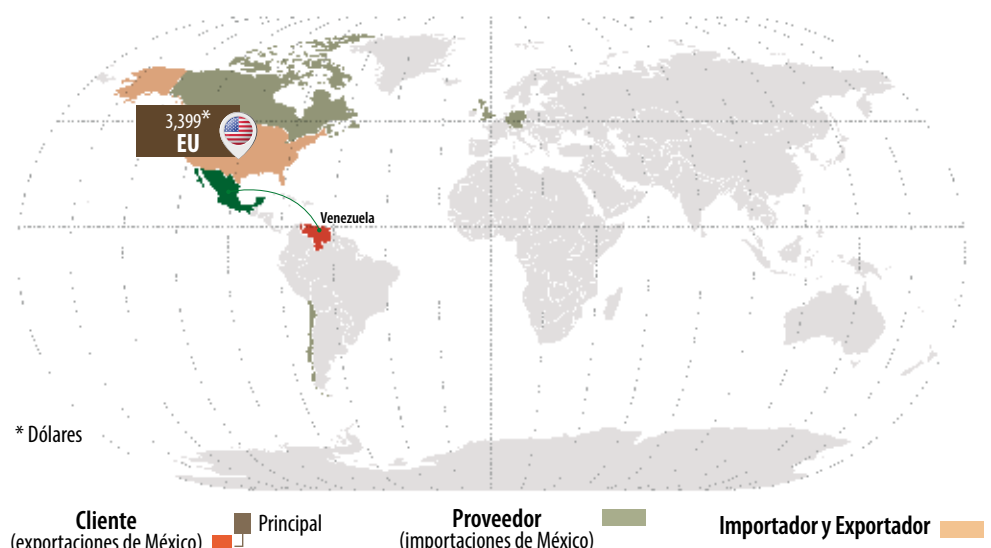 3,399*
EU
Venezuela
* Dólares
Cliente
(exportaciones de México)
Principal
Proveedor
(importaciones de México)
Importador y Exportador